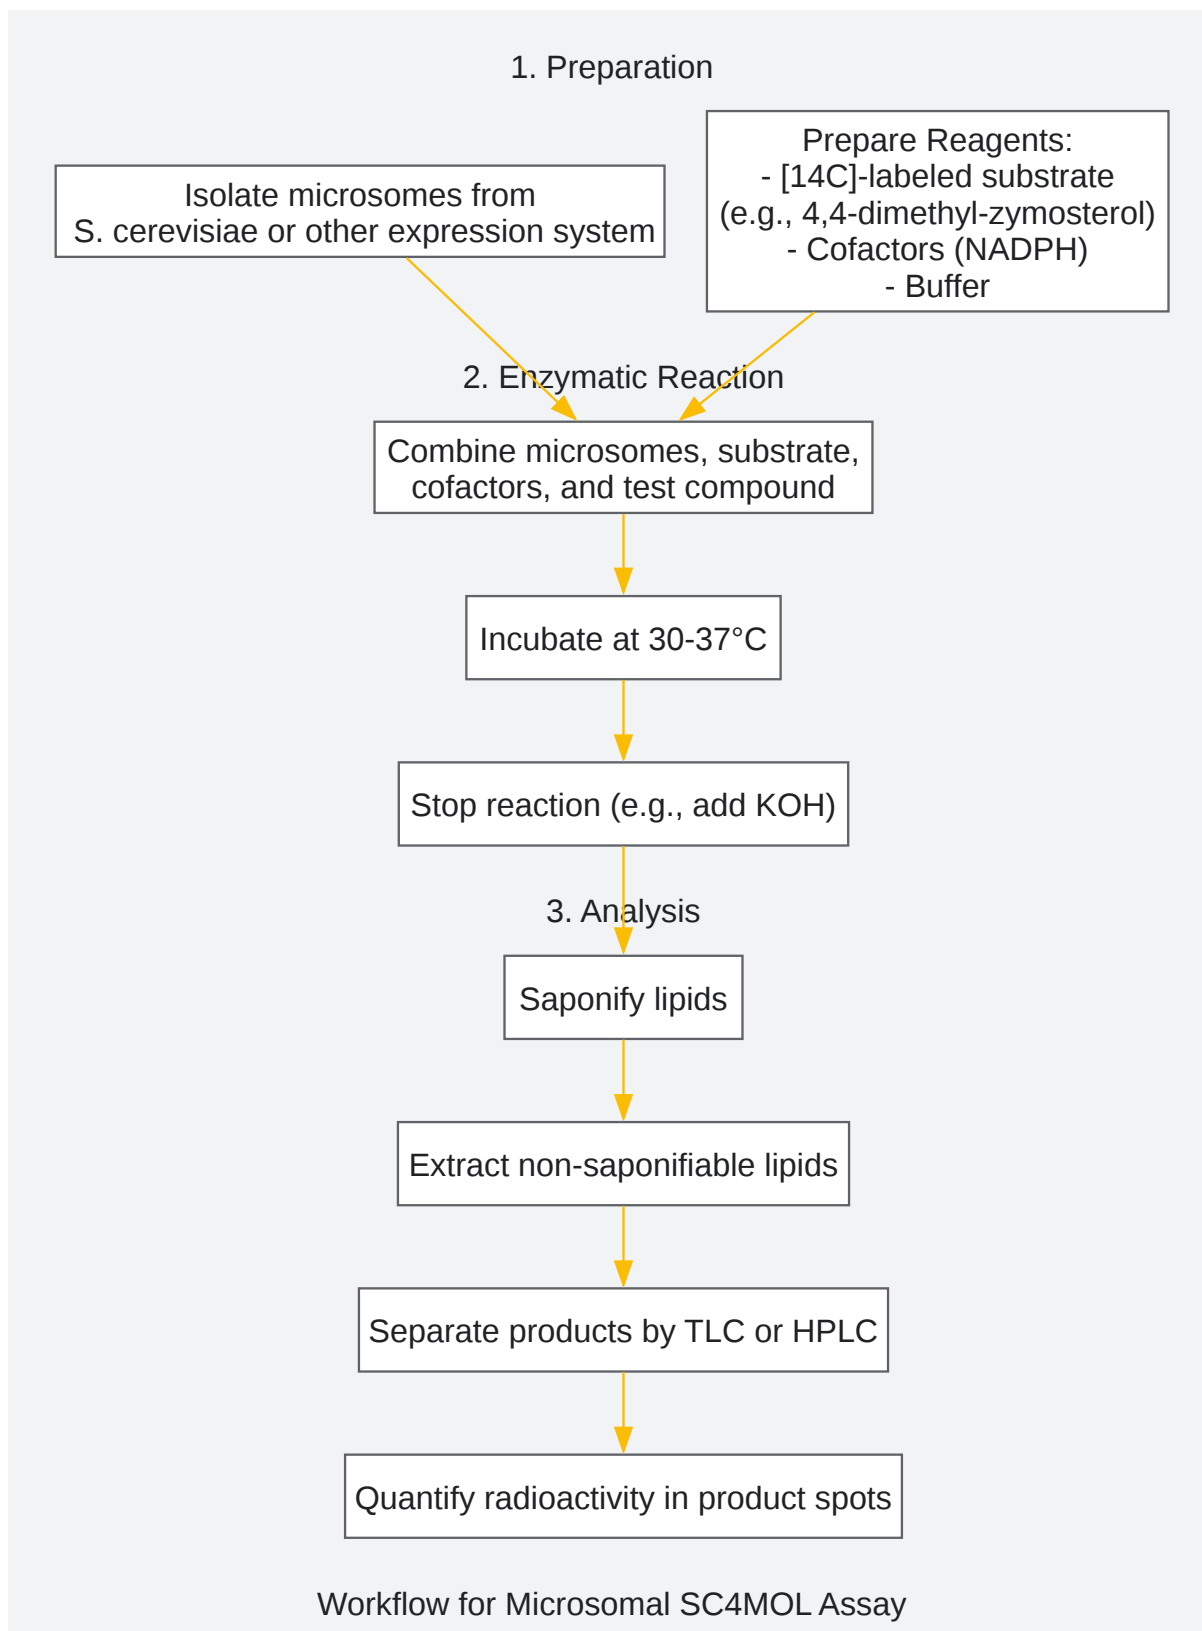 1. Preparation
Isolate microsomes from
S. cerevisiae or other expression system
Prepare Reagents:
- [14C]-labeled substrate
(e.g., 4,4-dimethyl-zymosterol)
- Cofactors (NADPH)
- Buffer
2. Enzymatic Reaction
Combine microsomes, substrate,
cofactors, and test compound
Incubate at 30-37°C
Stop reaction (e.g., add KOH)
3. Analysis
Saponify lipids
Extract non-saponifiable lipids
Separate products by TLC or HPLC
Quantify radioactivity in product spots
Workflow for Microsomal SC4MOL Assay